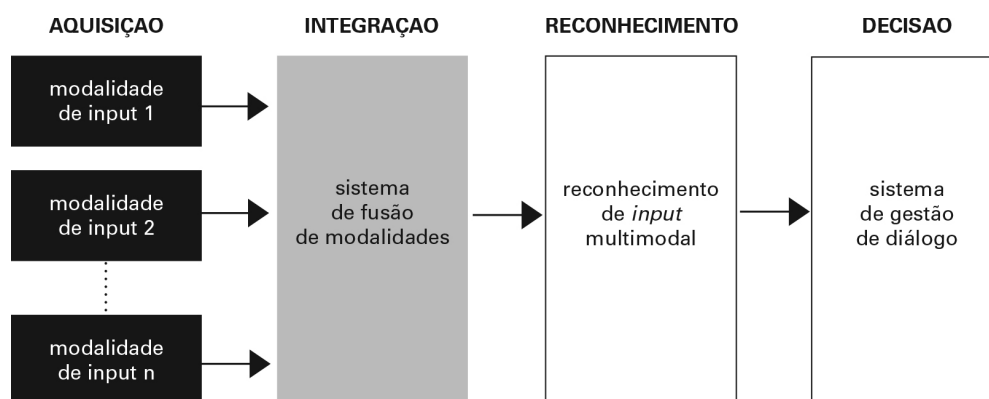 AQUISIÇAO
INTEGRAÇAO
RECONHECIMENTO
DECISAO
modalidade
de input 1
modalidade
de input 2
modalidade
de input n
sistema
de fusão
de modalidades
reconhecimento
de input
multimodal
sistema
de gestão
de diálogo